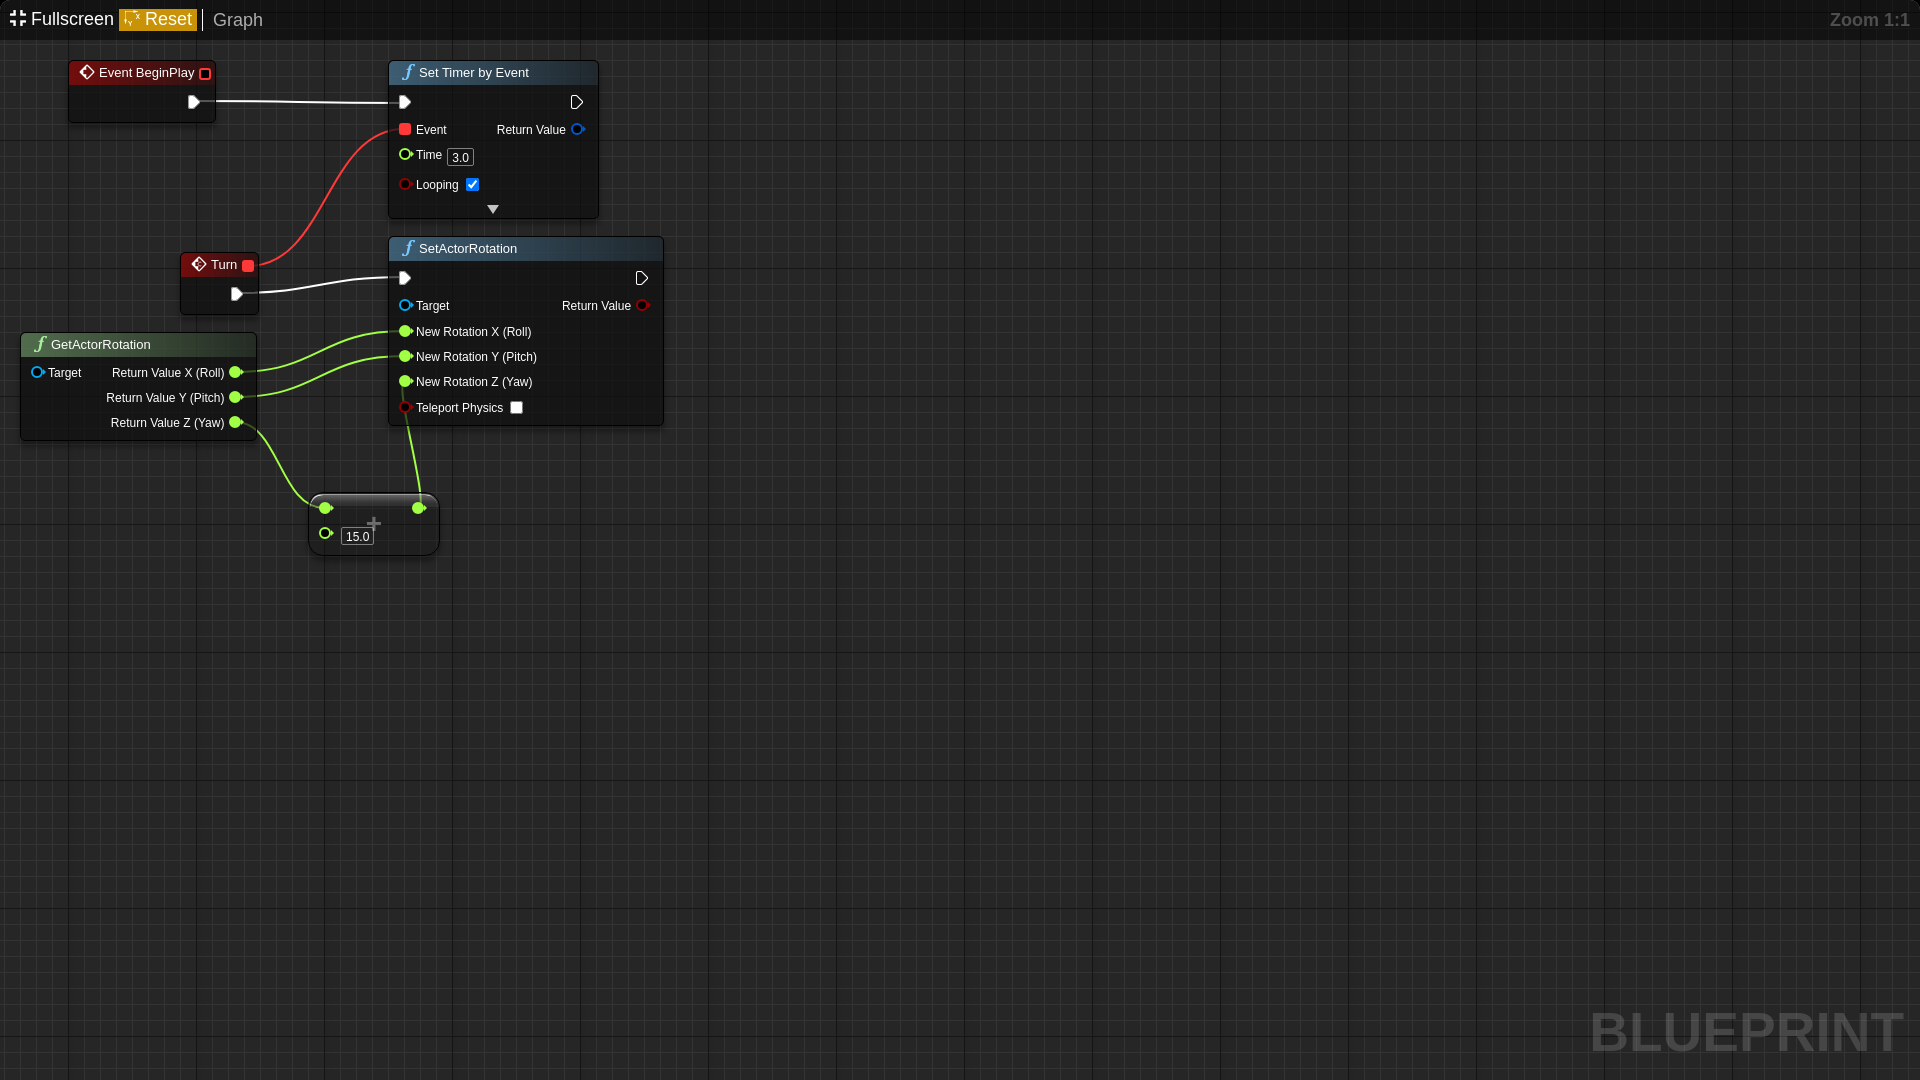 Fullscreen Reset Graph Zoom 1:1
Event BeginPlay
Set Timer by Event
Event Return Value
Time 3.0
Looping
Turn
SetActorRotation
Target Return Value
New Rotation X (Roll)
New Rotation Y (Pitch)
New Rotation Z (Yaw)
Teleport Physics
GetActorRotation
Target Return Value X (Roll)
Return Value Y (Pitch)
Return Value Z (Yaw)
+
15.0
BLUEPRINT